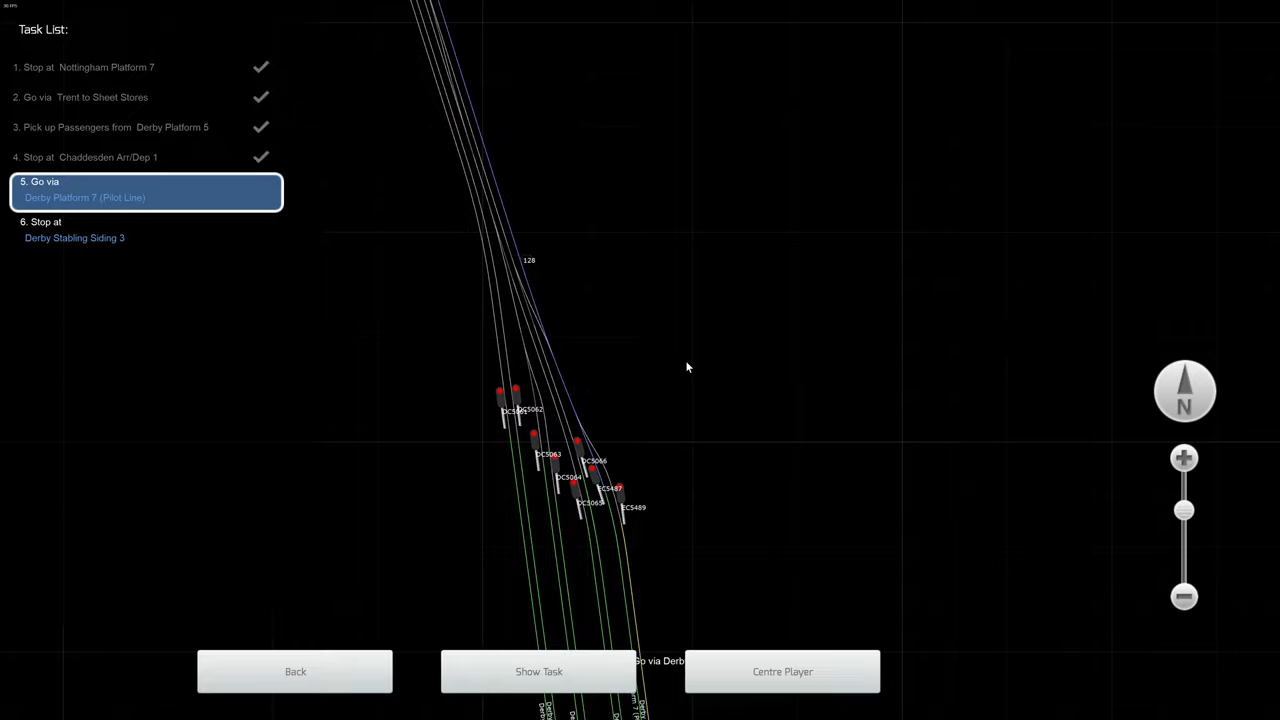 30 FPS
Task List:
1. Stop at Nottingham Platform 7
2. Go via Trent to Sheet Stores
3. Pick up Passengers from Derby Platform 5
4. Stop at Chaddesden Arr/Dep 1
5. Go via
Derby Platform 7 (Pilot Line)
6. Stop at
Derby Stabling Siding 3
128
DC5062
DC5063
DC5066
DC5064
EC5487
DC5065
EC5489
Go via Derb
Back
Show Task
Centre Player
N